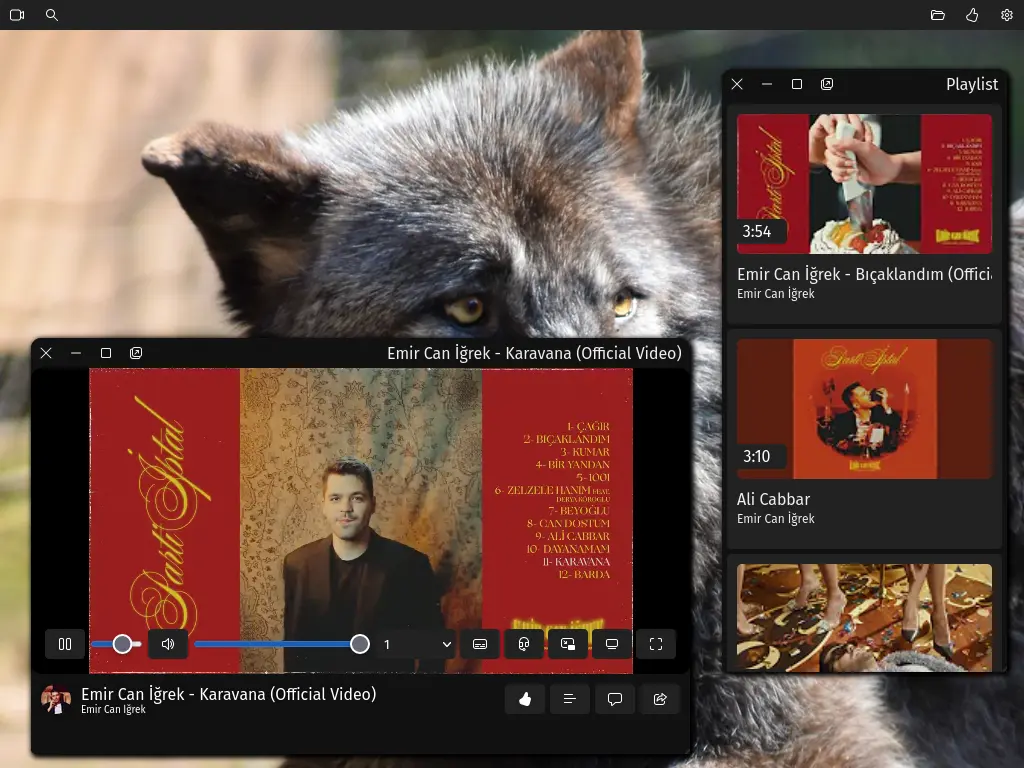 Playlist
3:54
Emir Can İğrek - Bıçaklandım (Offici
Emir Can İğrek
Parti İptal
3:10
Ali Cabbar
Emir Can İğrek
Emir Can İğrek - Karavana (Official Video)
Parti İptal
1- ÇAĞIR
2- BIÇAKLANDIM
3- KUMAR
4- BİR YANDAN
5- 1001
6- ZELZELE HANIM FEAT.
DERYA KÖROĞLU
7- BEYOĞLU
8- CAN DOSTUM
9- ALİ CABBAR
10- DAYANAMAM
11- KARAVANA
12- BARDA
1
Emir Can İğrek - Karavana (Official Video)
Emir Can İğrek